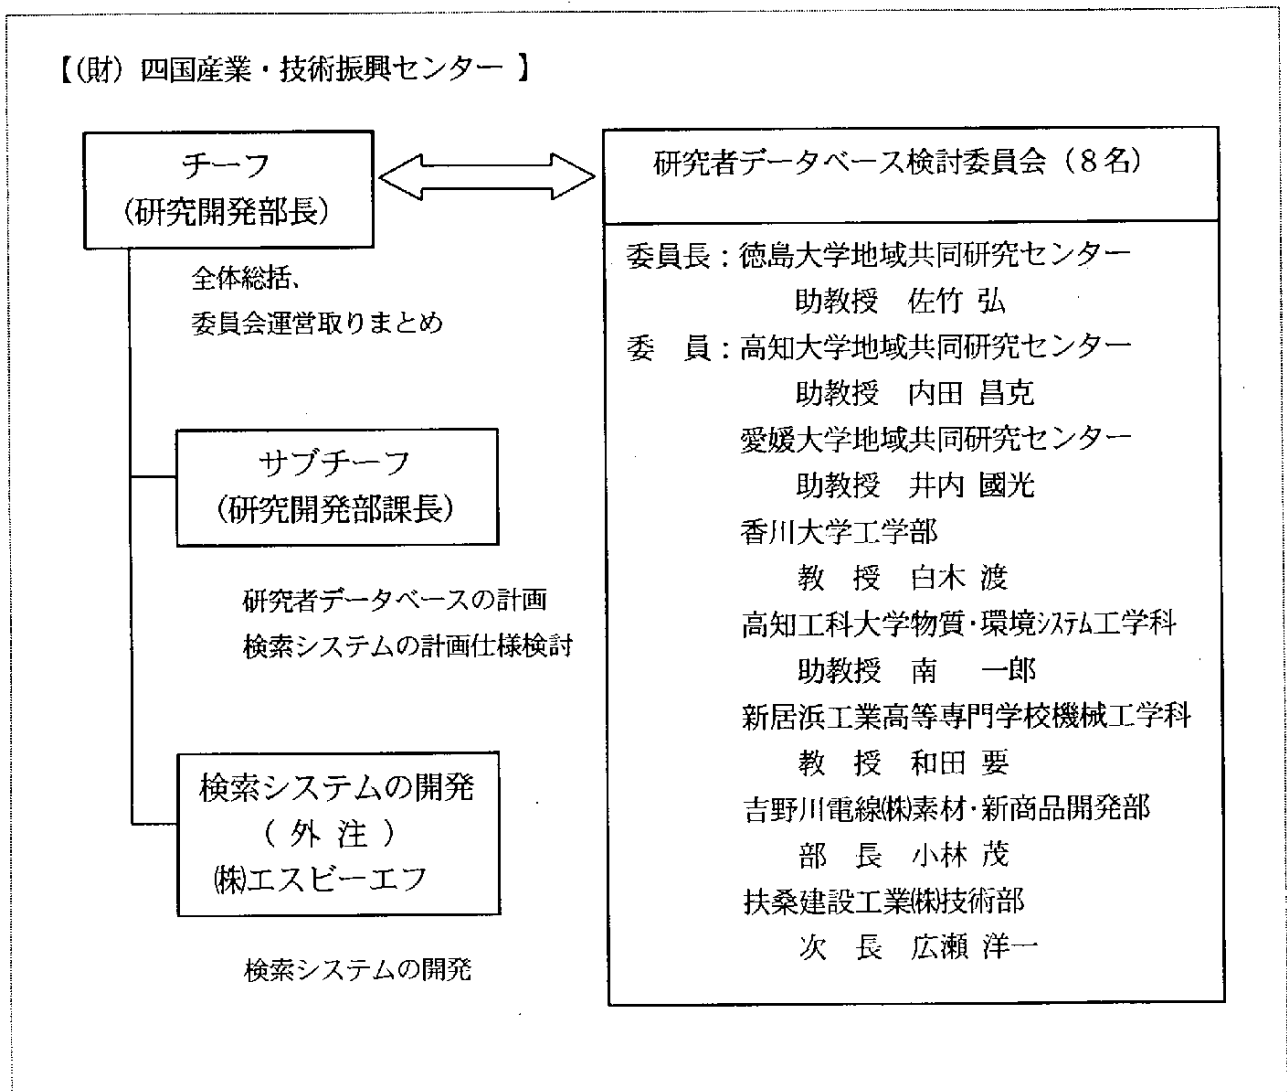 【(財) 四国産業・技術振興センター 】
チーフ
(研究開発部長)
全体総括、
委員会運営取りまとめ
サブチーフ
(研究開発部課長)
研究者データベースの計画
検索システムの計画仕様検討
検索システムの開発
( 外 注 )
㈱エスビーエフ
検索システムの開発
研究者データベース検討委員会 (8名)
委員長：徳島大学地域共同研究センター
助教授 佐竹 弘
委 員：高知大学地域共同研究センター
助教授 内田 昌克
愛媛大学地域共同研究センター
助教授 井内 國光
香川大学工学部
教 授 白木 渡
高知工科大学物質・環境ｼｽﾃﾑ工学科
助教授 南 一郎
新居浜工業高等専門学校機械工学科
教 授 和田 要
吉野川電線㈱素材・新商品開発部
部 長 小林 茂
扶桑建設工業㈱技術部
次 長 広瀬 洋一